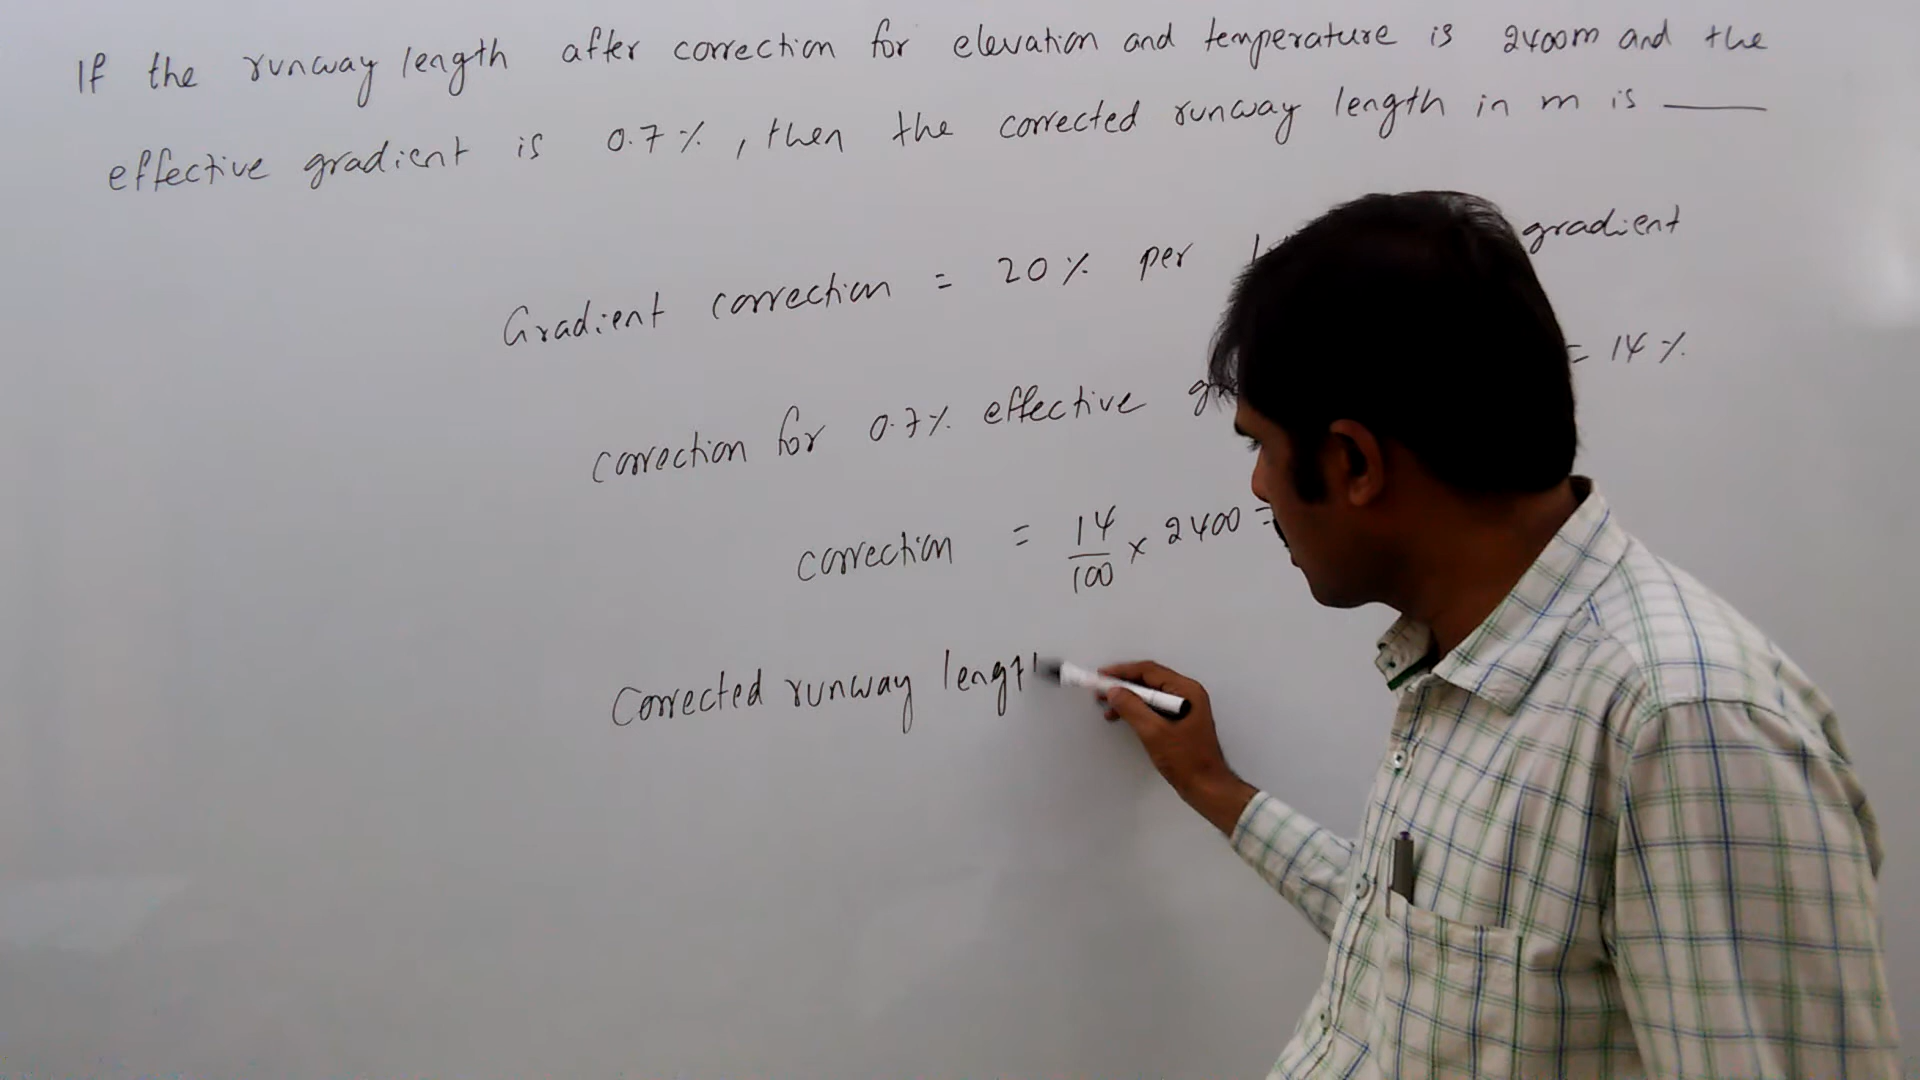 If the runway length after correction for elevation and temperature is 2400m and the
effective gradient is 0.7%, then the corrected runway length in m is ____
Gradient correction = 20% per gradient
correction for 0.7% effective = 14%
correction = 14/100 × 2400 =
Corrected runway length